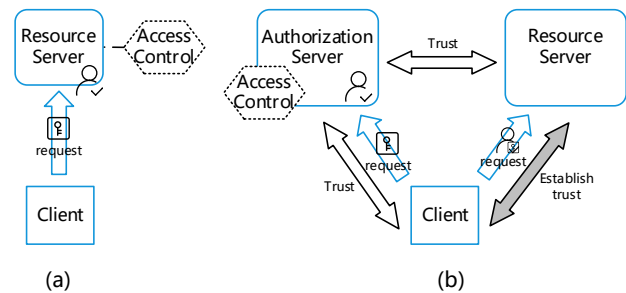 Resource
Server
Access
Control
request
Client
(a)
Authorization
Server
Access
Control
Trust
Resource
Server
request
request
Trust
Establish
trust
Client
(b)